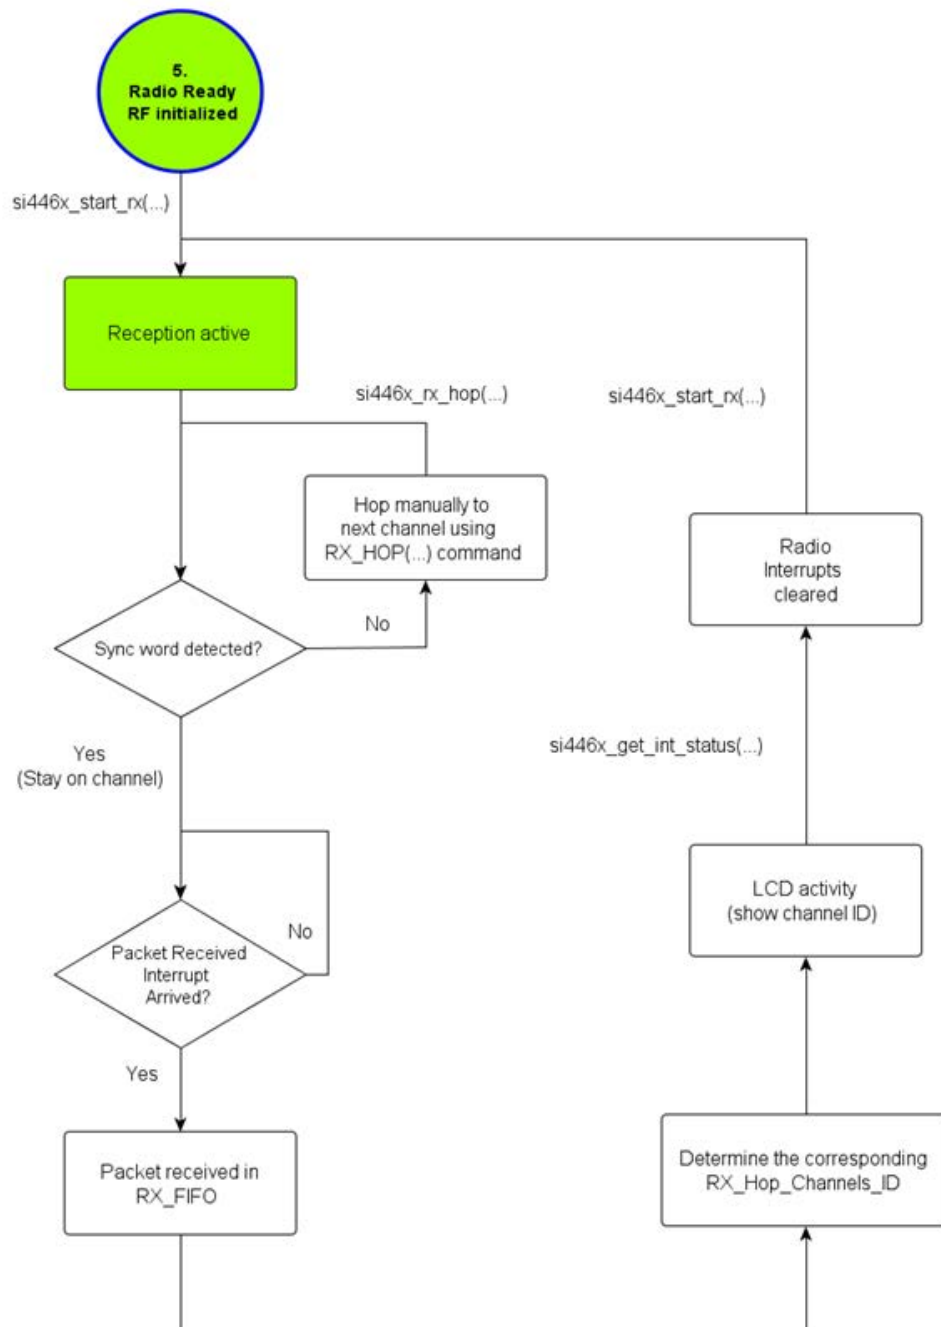 5.
Radio Ready
RF initialized
si446x_start_rx(...)
Reception active
si446x_rx_hop(...)
si446x_start_rx(...)
Hop manually to
next channel using
RX_HOP(...) command
Radio
Interrupts
cleared
No
Sync word detected?
Yes
(Stay on channel)
si446x_get_int_status(...)
LCD activity
(show channel ID)
No
Packet Received
Interrupt
Arrived?
Yes
Packet received in
RX_FIFO
Determine the corresponding
RX_Hop_Channels_ID